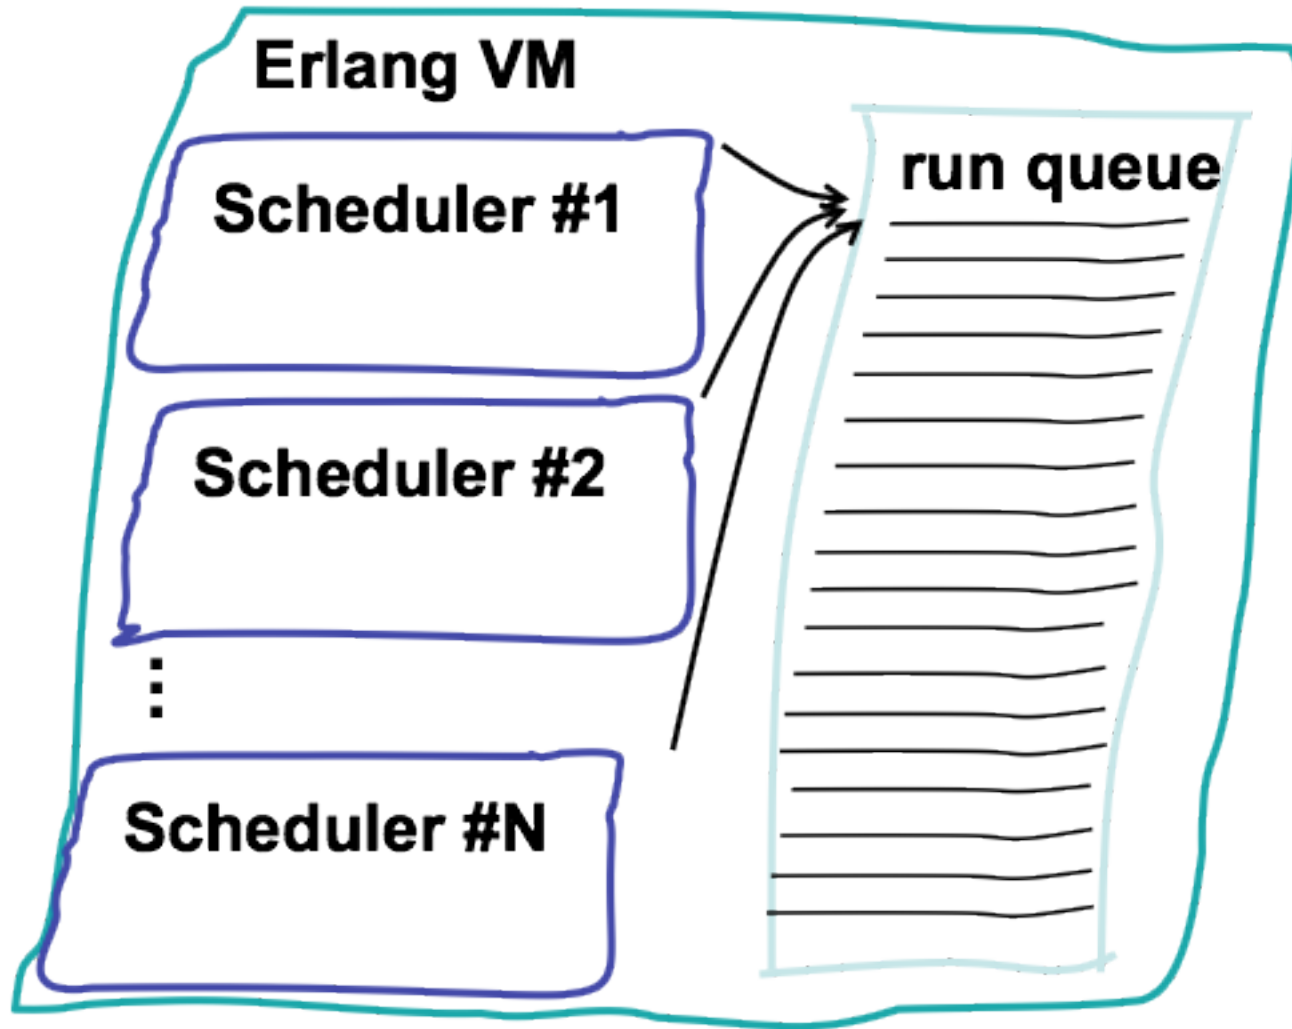 Erlang VM
Scheduler #1
run queue
Scheduler #2
⋮
Scheduler #N